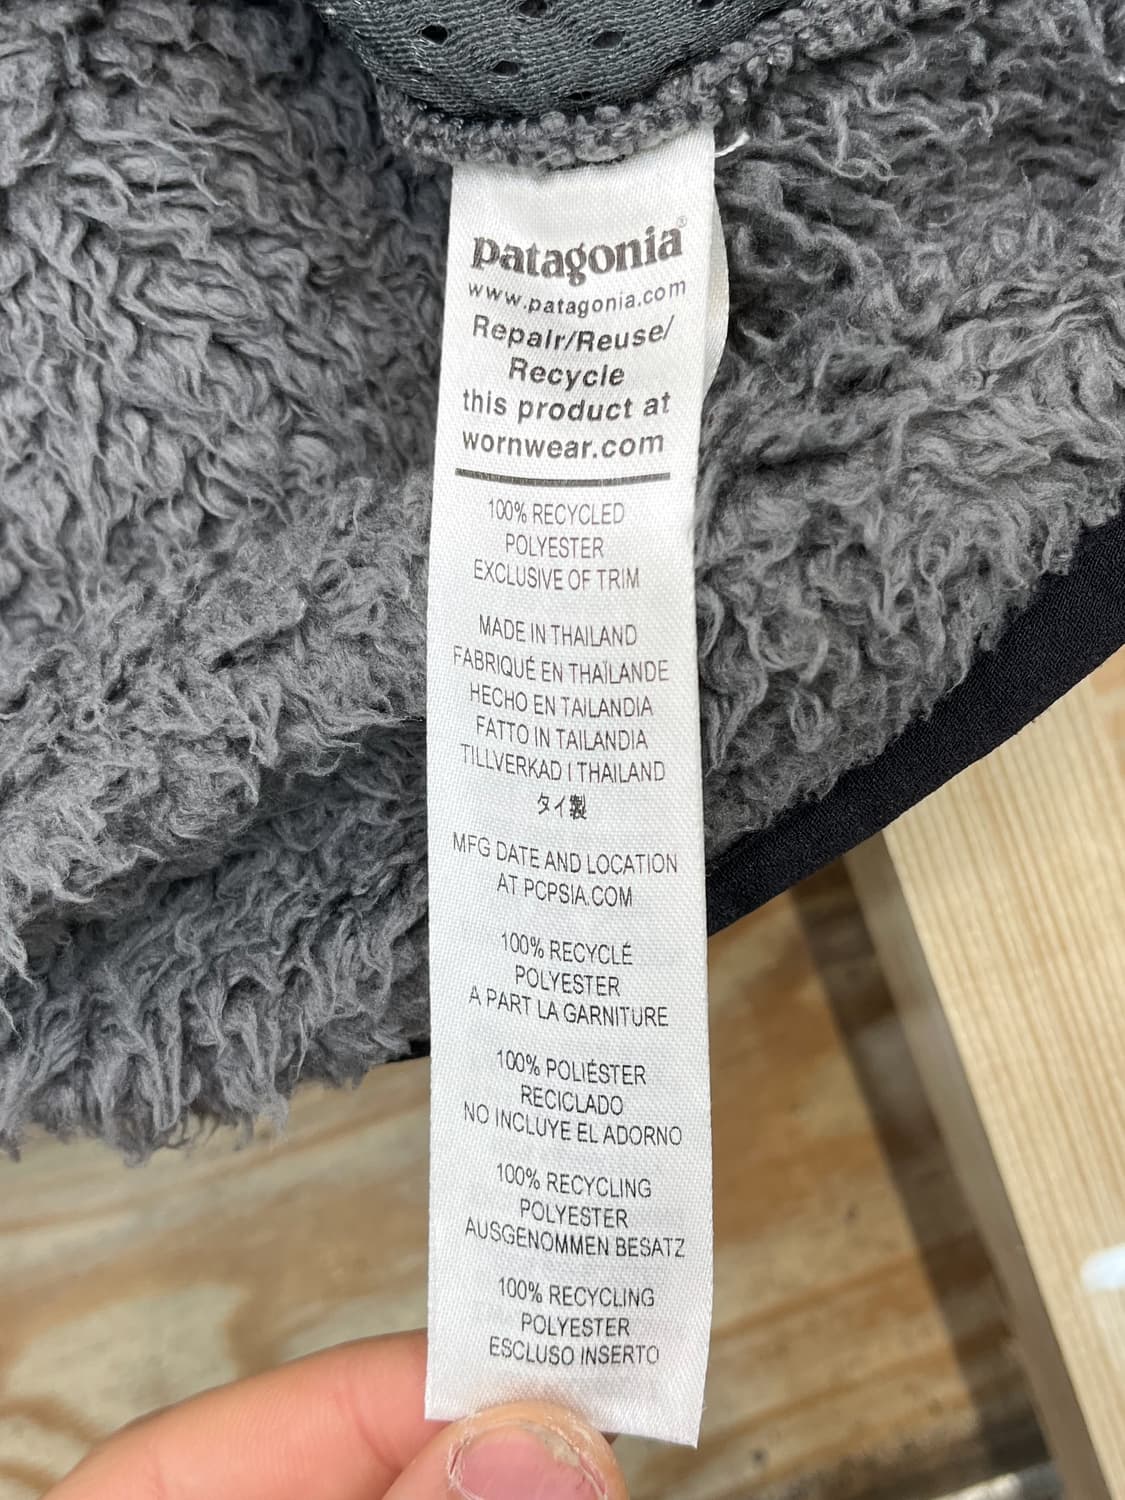 patagonia®
www.patagonia.com
Repair/Reuse/
Recycle
this product at
wornwear.com
100% RECYCLED
POLYESTER
EXCLUSIVE OF TRIM
MADE IN THAILAND
FABRIQUÉ EN THAÏLANDE
HECHO EN TAILANDIA
FATTO IN TAILANDIA
TILLVERKAD I THAILAND
タイ製
MFG DATE AND LOCATION
AT PCPSIA.COM
100% RECYCLÉ
POLYESTER
A PART LA GARNITURE
100% POLIÉSTER
RECICLADO
NO INCLUYE EL ADORNO
100% RECYCLING
POLYESTER
AUSGENOMMEN BESATZ
100% RECYCLING
POLYESTER
ESCLUSO INSERTO